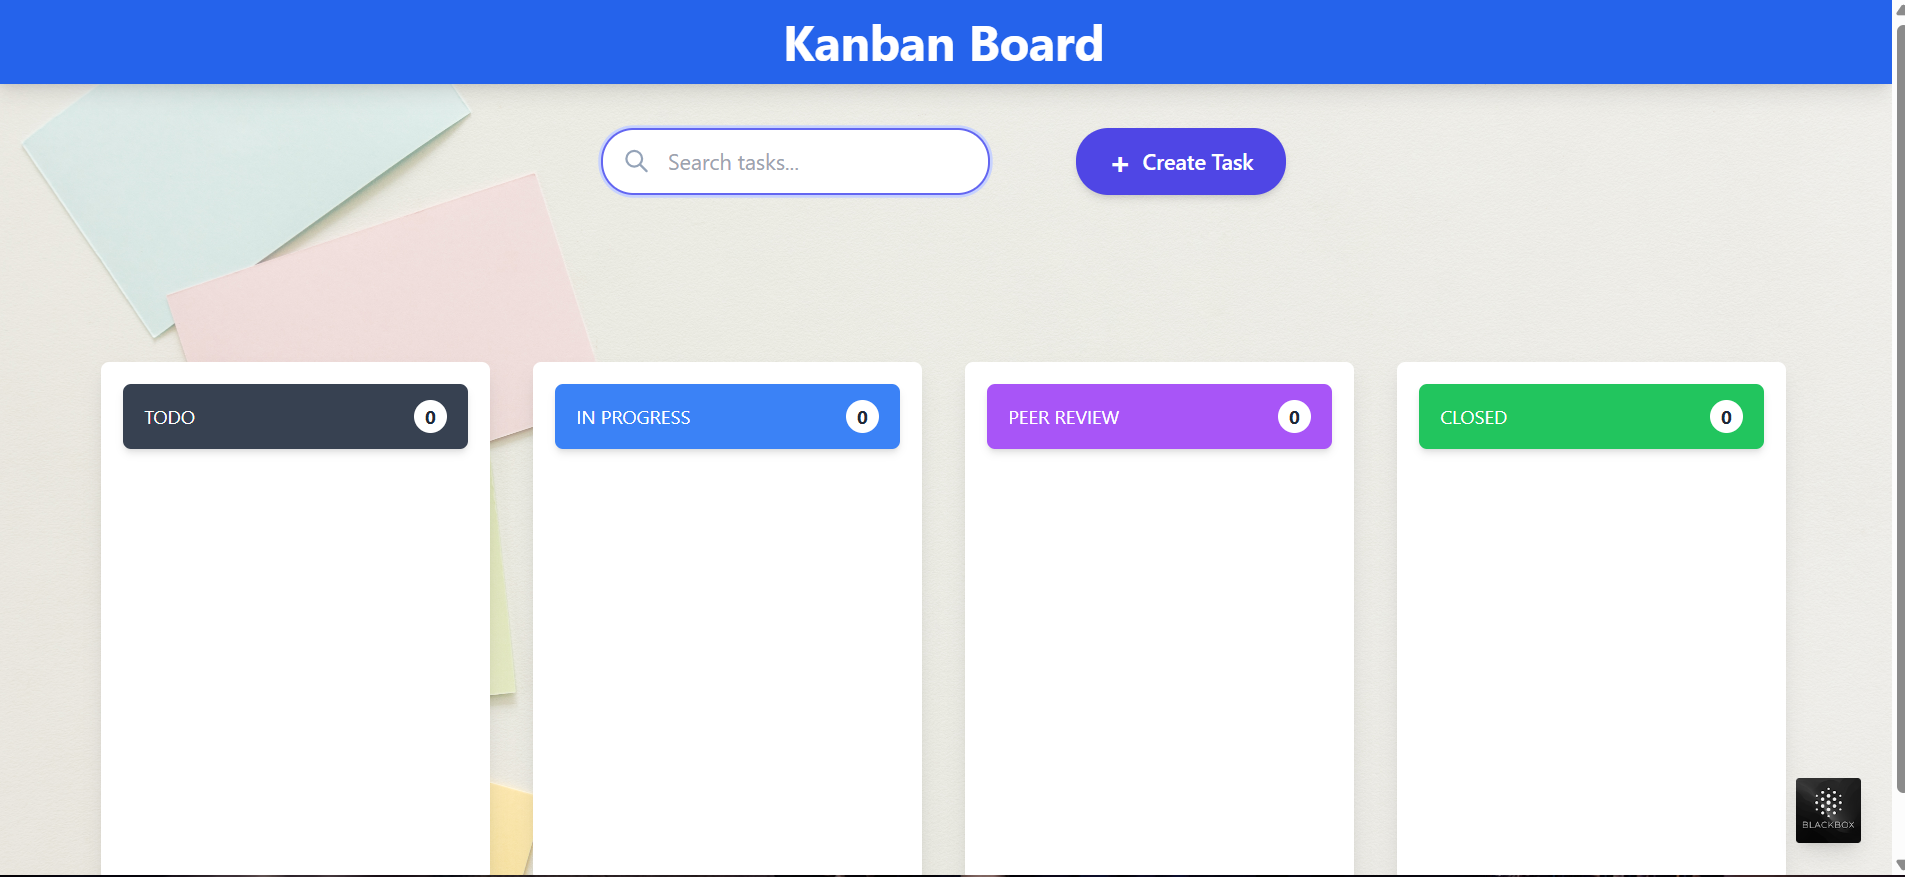 Kanban Board
Search tasks...
+ Create Task
TODO 0
IN PROGRESS 0
PEER REVIEW 0
CLOSED 0
BLACKBOX